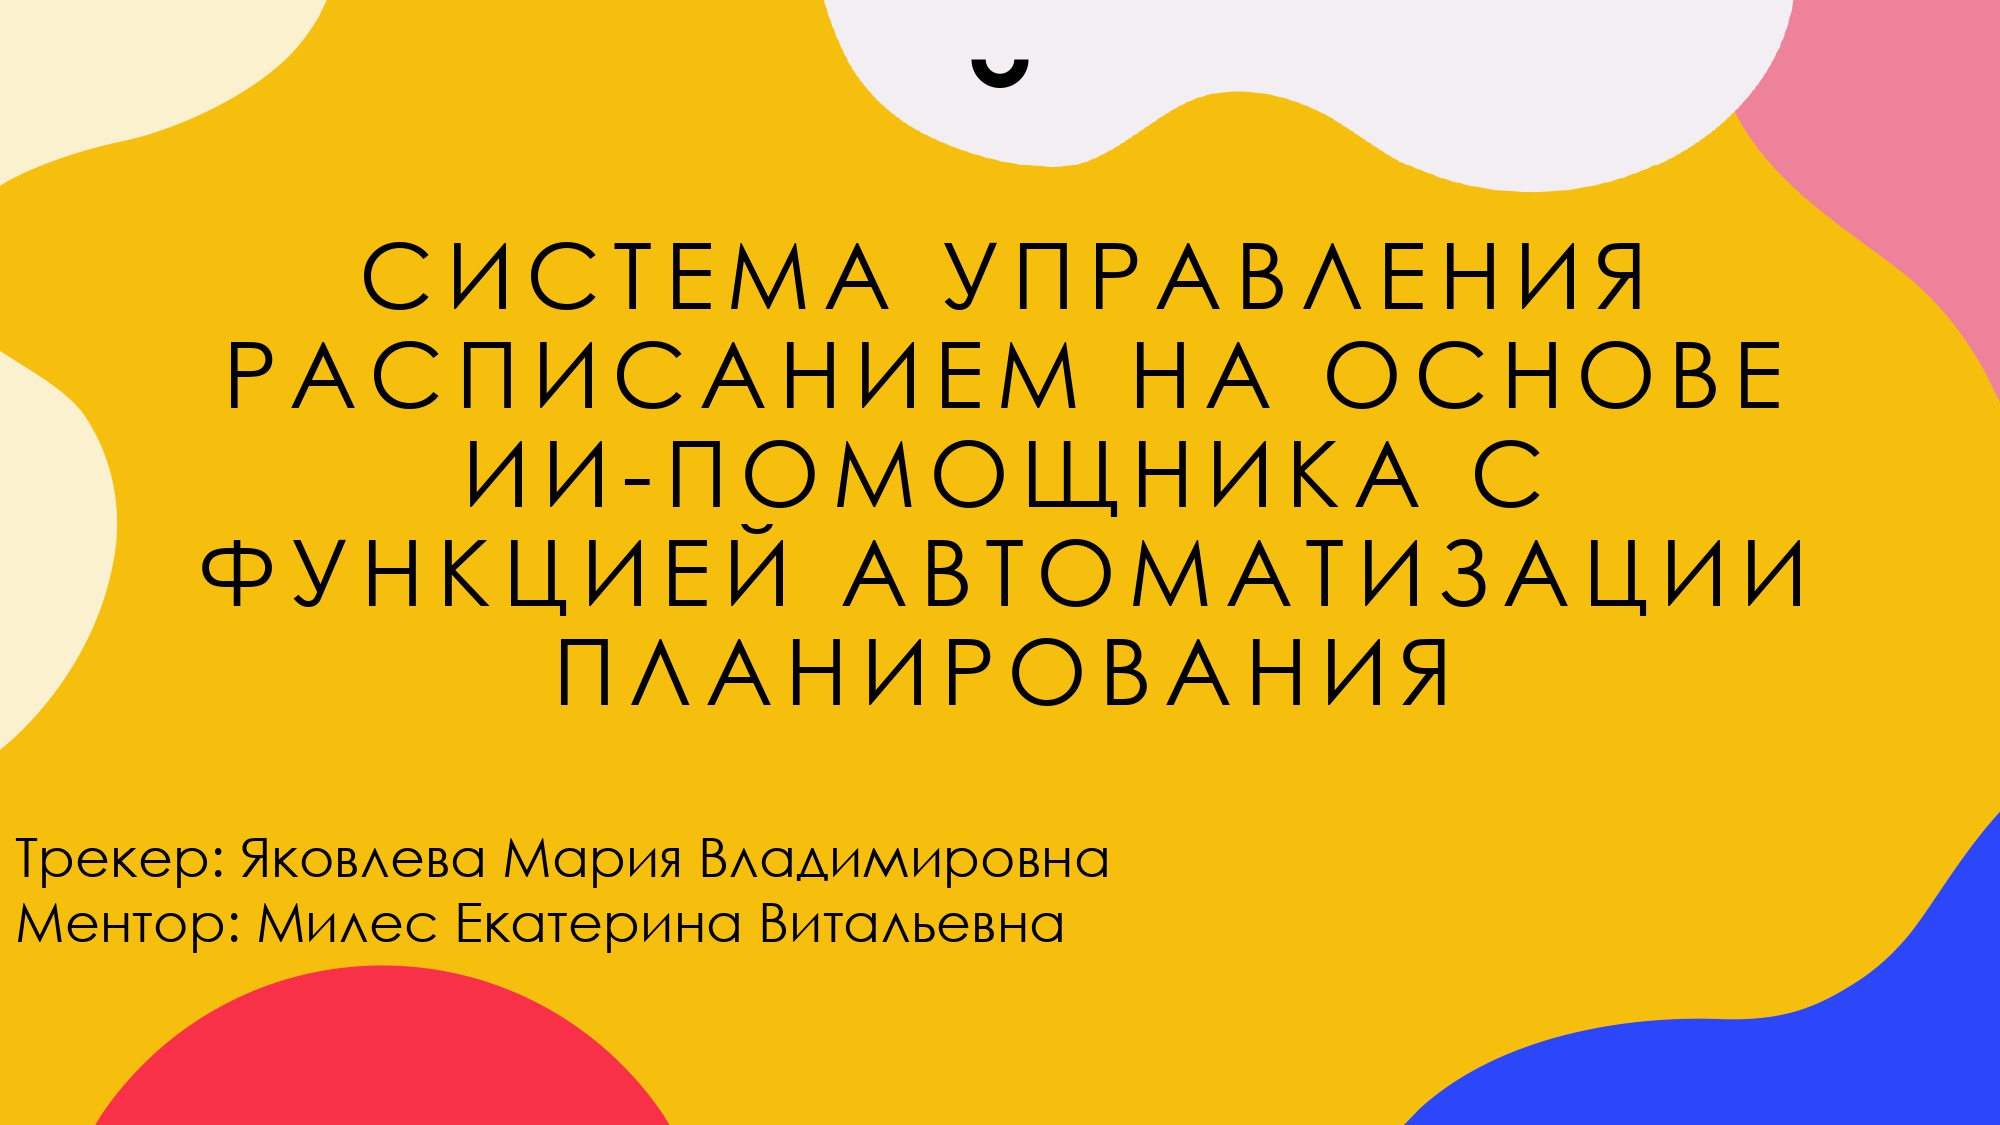 СИСТЕМА УПРАВЛЕНИЯ
РАСПИСАНИЕМ НА ОСНОВЕ
ИИ-ПОМОЩНИКА С
ФУНКЦИЕЙ АВТОМАТИЗАЦИИ
ПЛАНИРОВАНИЯ
Трекер: Яковлева Мария Владимировна
Ментор: Милес Екатерина Витальевна